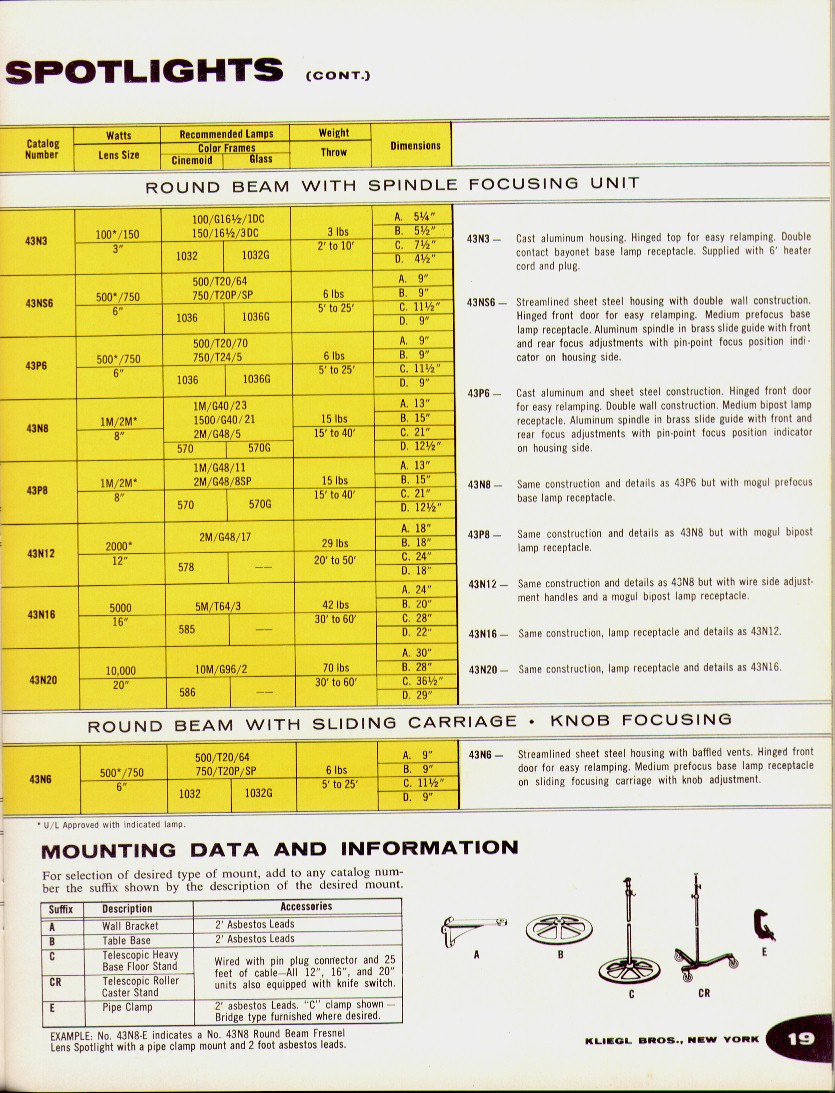 SPOTLIGHTS (CONT.)
Catalog Number
Watts
Lens Size
Recommended Lamps
Color Frames
Cinemoid Glass
Weight
Throw
Dimensions
ROUND BEAM WITH SPINDLE FOCUSING UNIT
43N3
100*/150
3"
100/G16½/1DC
150/16½/3DC
1032 1032G
3 lbs
2' to 10'
A. 5¼"
B. 5½"
C. 7½"
D. 4½"
43N3 — Cast aluminum housing. Hinged top for easy relamping. Double
contact bayonet base lamp receptacle. Supplied with 6' heater
cord and plug.
43NS6
500*/750
6"
500/T20/64
750/T20P/SP
1036 1036G
6 lbs
5' to 25'
A. 9"
B. 9"
C. 11½"
D. 9"
43NS6 — Streamlined sheet steel housing with double wall construction.
Hinged front door for easy relamping. Medium prefocus base
lamp receptacle. Aluminum spindle in brass slide guide with front
and rear focus adjustments with pin-point focus position indi-
cator on housing side.
43P6
500*/750
6"
500/T20/70
750/T24/5
1036 1036G
6 lbs
5' to 25'
A. 9"
B. 9"
C. 11½"
D. 9"
43P6 — Cast aluminum and sheet steel construction. Hinged front door
for easy relamping. Double wall construction. Medium bipost lamp
receptacle. Aluminum spindle in brass slide guide with front and
rear focus adjustments with pin-point focus position indicator
on housing side.
43N8
1M/2M*
8"
1M/G40/23
1500/G40/21
2M/G48/5
570 570G
15 lbs
15' to 40'
A. 13"
B. 15"
C. 21"
D. 12½"
43N8 — Same construction and details as 43P6 but with mogul prefocus
base lamp receptacle.
43P8
1M/2M*
8"
1M/G48/11
2M/G48/8SP
570 570G
15 lbs
15' to 40'
A. 13"
B. 15"
C. 21"
D. 12½"
43P8 — Same construction and details as 43N8 but with mogul bipost
lamp receptacle.
43N12
2000*
12"
2M/G48/17
578 ——
29 lbs
20' to 50'
A. 18"
B. 18"
C. 24"
D. 18"
43N12 — Same construction and details as 43N8 but with wire side adjust-
ment handles and a mogul bipost lamp receptacle.
43N16
5000
16"
5M/T64/3
585 ——
42 lbs
30' to 60'
A. 24"
B. 20"
C. 28"
D. 22"
43N16 — Same construction, lamp receptacle and details as 43N12.
43N20
10,000
20"
10M/G96/2
586 ——
70 lbs
30' to 60'
A. 30"
B. 28"
C. 36½"
D. 29"
43N20 — Same construction, lamp receptacle and details as 43N16.
ROUND BEAM WITH SLIDING CARRIAGE • KNOB FOCUSING
43N6
500*/750
6"
500/T20/64
750/T20P/SP
1032 1032G
6 lbs
5' to 25'
A. 9"
B. 9"
C. 11½"
D. 9"
43N6 — Streamlined sheet steel housing with baffled vents. Hinged front
door for easy relamping. Medium prefocus base lamp receptacle
on sliding focusing carriage with knob adjustment.
* U/L Approved with indicated lamp.
MOUNTING DATA AND INFORMATION
For selection of desired type of mount, add to any catalog num-
ber the suffix shown by the description of the desired mount.
Suffix Description Accessories
A Wall Bracket 2' Asbestos Leads
B Table Base 2' Asbestos Leads
C Telescopic Heavy
Base Floor Stand
CR Telescopic Roller
Caster Stand
Wired with pin plug connector and 25
feet of cable—All 12", 16", and 20"
units also equipped with knife switch.
E Pipe Clamp 2' asbestos Leads. "C" clamp shown —
Bridge type furnished where desired.
EXAMPLE: No. 43N8-E indicates a No. 43N8 Round Beam Fresnel
Lens Spotlight with a pipe clamp mount and 2 foot asbestos leads.
A
B
C
CR
E
KLIEGL BROS., NEW YORK 19